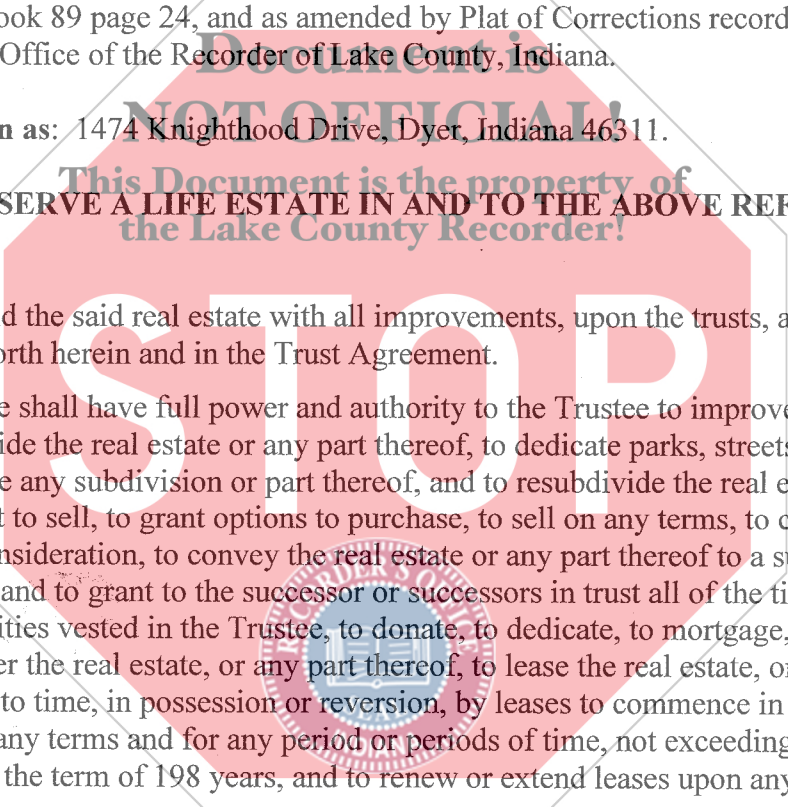 ook 89 page 24, and as amended by Plat of Corrections record
Office of the Recorder of Lake County, Indiana.
Document is
NOT OFFICIAL!
n as: 1474 Knighthood Drive, Dyer, Indiana 46311.
This Document is the property of
SERVE A LIFE ESTATE IN AND TO THE ABOVE REF
the Lake County Recorder!
STOP
d the said real estate with all improvements, upon the trusts, a
orth herein and in the Trust Agreement.
e shall have full power and authority to the Trustee to improve
ide the real estate or any part thereof, to dedicate parks, streets
e any subdivision or part thereof, and to resubdivide the real e
t to sell, to grant options to purchase, to sell on any terms, to c
nsideration, to convey the real estate or any part thereof to a s
and to grant to the successor or successors in trust all of the ti
ities vested in the Trustee, to donate, to dedicate, to mortgage,
er the real estate, or any part thereof, to lease the real estate, o
to time, in possession or reversion, by leases to commence in
any terms and for any period or periods of time, not exceeding
the term of 198 years, and to renew or extend leases upon any
RECORDER'S OFFICE
INDIANA